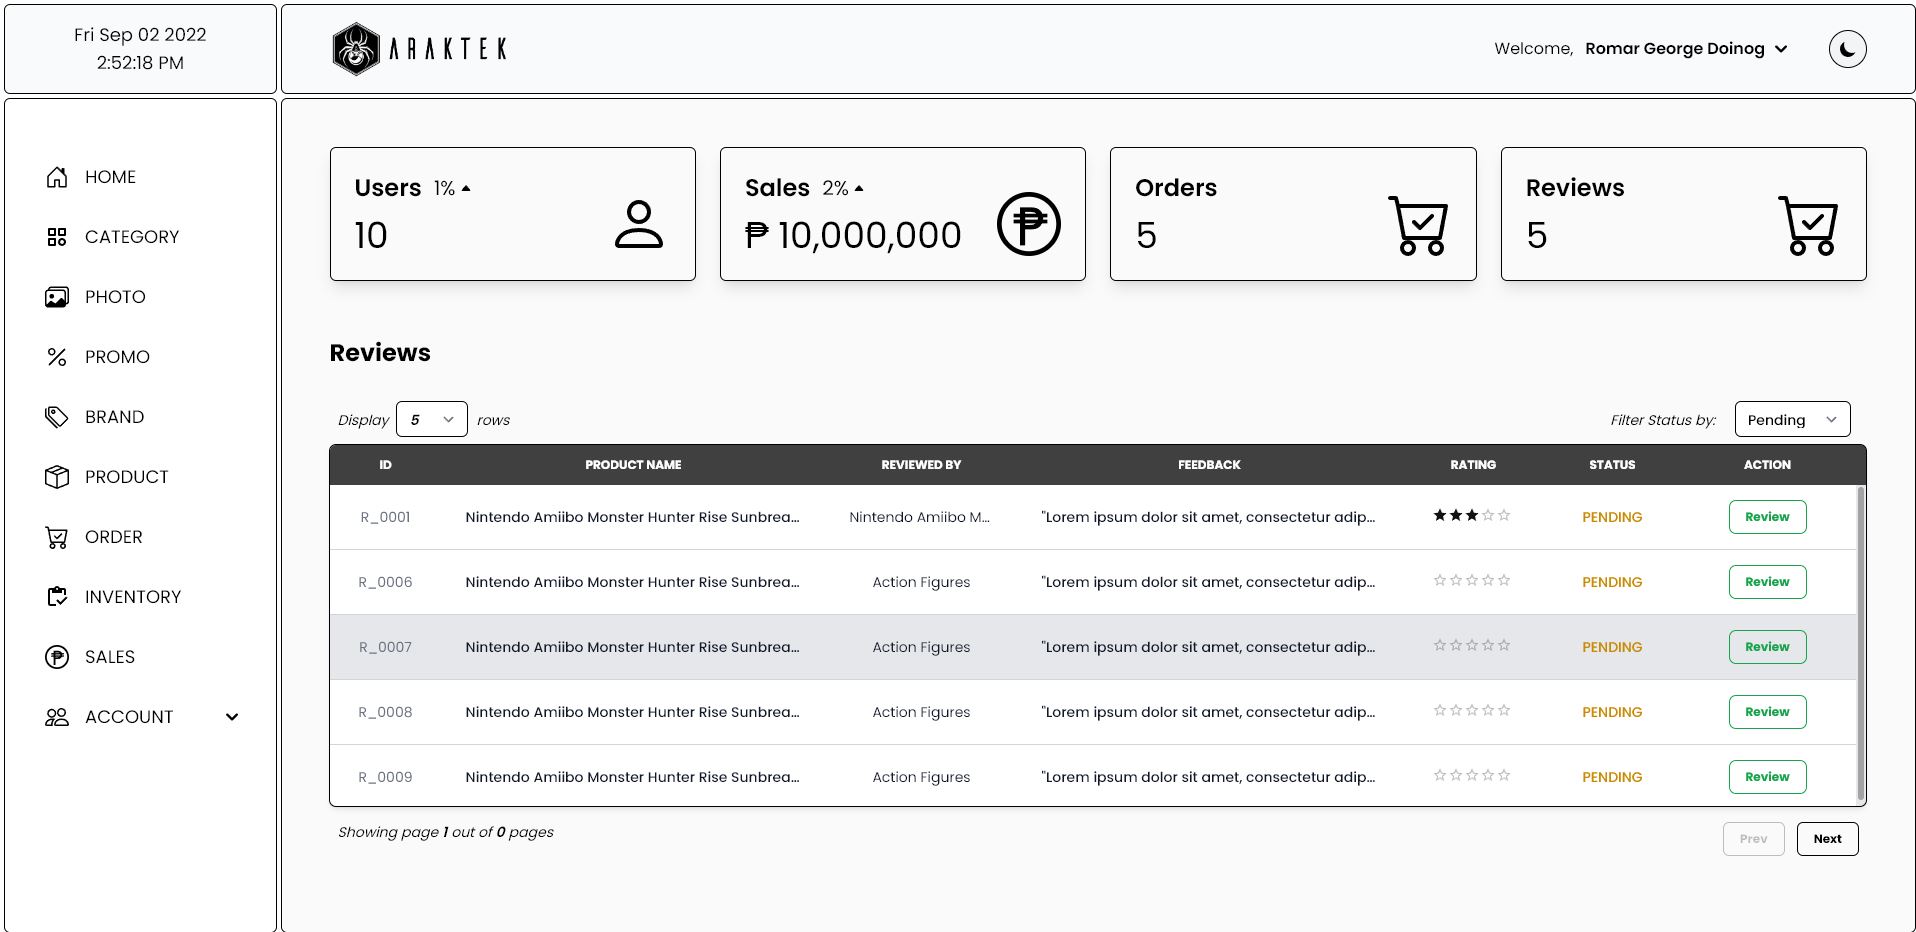 Fri Sep 02 2022
2:52:18 PM
ARAKTEK
Welcome, Romar George Doinog
HOME
CATEGORY
PHOTO
PROMO
BRAND
PRODUCT
ORDER
INVENTORY
SALES
ACCOUNT
Users 1%
10
Sales 2%
₱ 10,000,000
Orders
5
Reviews
5
Reviews
Display 5 rows
Filter Status by: Pending
ID PRODUCT NAME REVIEWED BY FEEDBACK RATING STATUS ACTION
R_0001 Nintendo Amiibo Monster Hunter Rise Sunbrea... Nintendo Amiibo M... "Lorem ipsum dolor sit amet, consectetur adip... ★★★☆☆ PENDING Review
R_0006 Nintendo Amiibo Monster Hunter Rise Sunbrea... Action Figures "Lorem ipsum dolor sit amet, consectetur adip... ☆☆☆☆☆ PENDING Review
R_0007 Nintendo Amiibo Monster Hunter Rise Sunbrea... Action Figures "Lorem ipsum dolor sit amet, consectetur adip... ☆☆☆☆☆ PENDING Review
R_0008 Nintendo Amiibo Monster Hunter Rise Sunbrea... Action Figures "Lorem ipsum dolor sit amet, consectetur adip... ☆☆☆☆☆ PENDING Review
R_0009 Nintendo Amiibo Monster Hunter Rise Sunbrea... Action Figures "Lorem ipsum dolor sit amet, consectetur adip... ☆☆☆☆☆ PENDING Review
Showing page 1 out of 0 pages
Prev Next